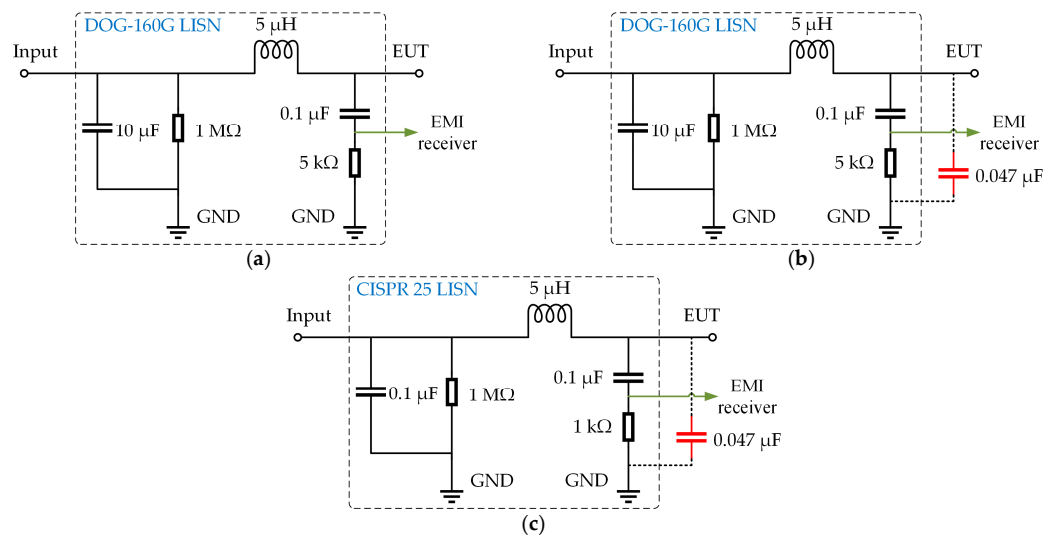 DOG-160G LISN
5 μH
Input
EUT
10 μF
1 MΩ
0.1 μF
EMI
receiver
5 kΩ
GND
GND
(a)
DOG-160G LISN
5 μH
Input
EUT
10 μF
1 MΩ
0.1 μF
EMI
receiver
5 kΩ
0.047 μF
GND
GND
(b)
CISPR 25 LISN
5 μH
Input
EUT
0.1 μF
1 MΩ
0.1 μF
EMI
receiver
1 kΩ
0.047 μF
GND
GND
(c)